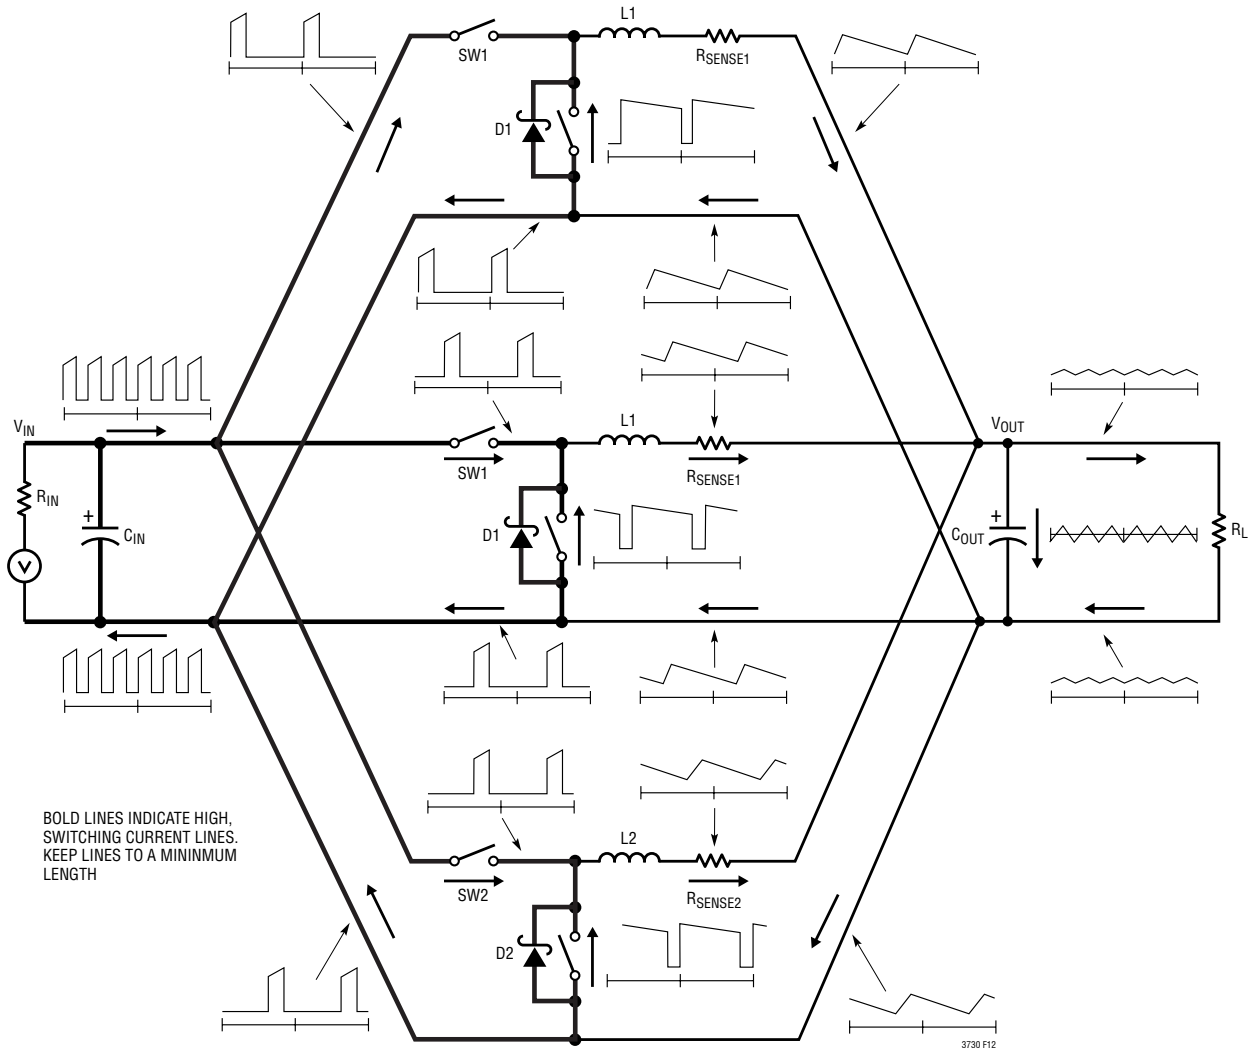 L1
SW1
RSENSE1
D1
VIN
RIN
+
CIN
L1
SW1
RSENSE1
D1
VOUT
+
COUT
RL
BOLD LINES INDICATE HIGH,
SWITCHING CURRENT LINES.
KEEP LINES TO A MININMUM
LENGTH
L2
SW2
RSENSE2
D2
3730 F12